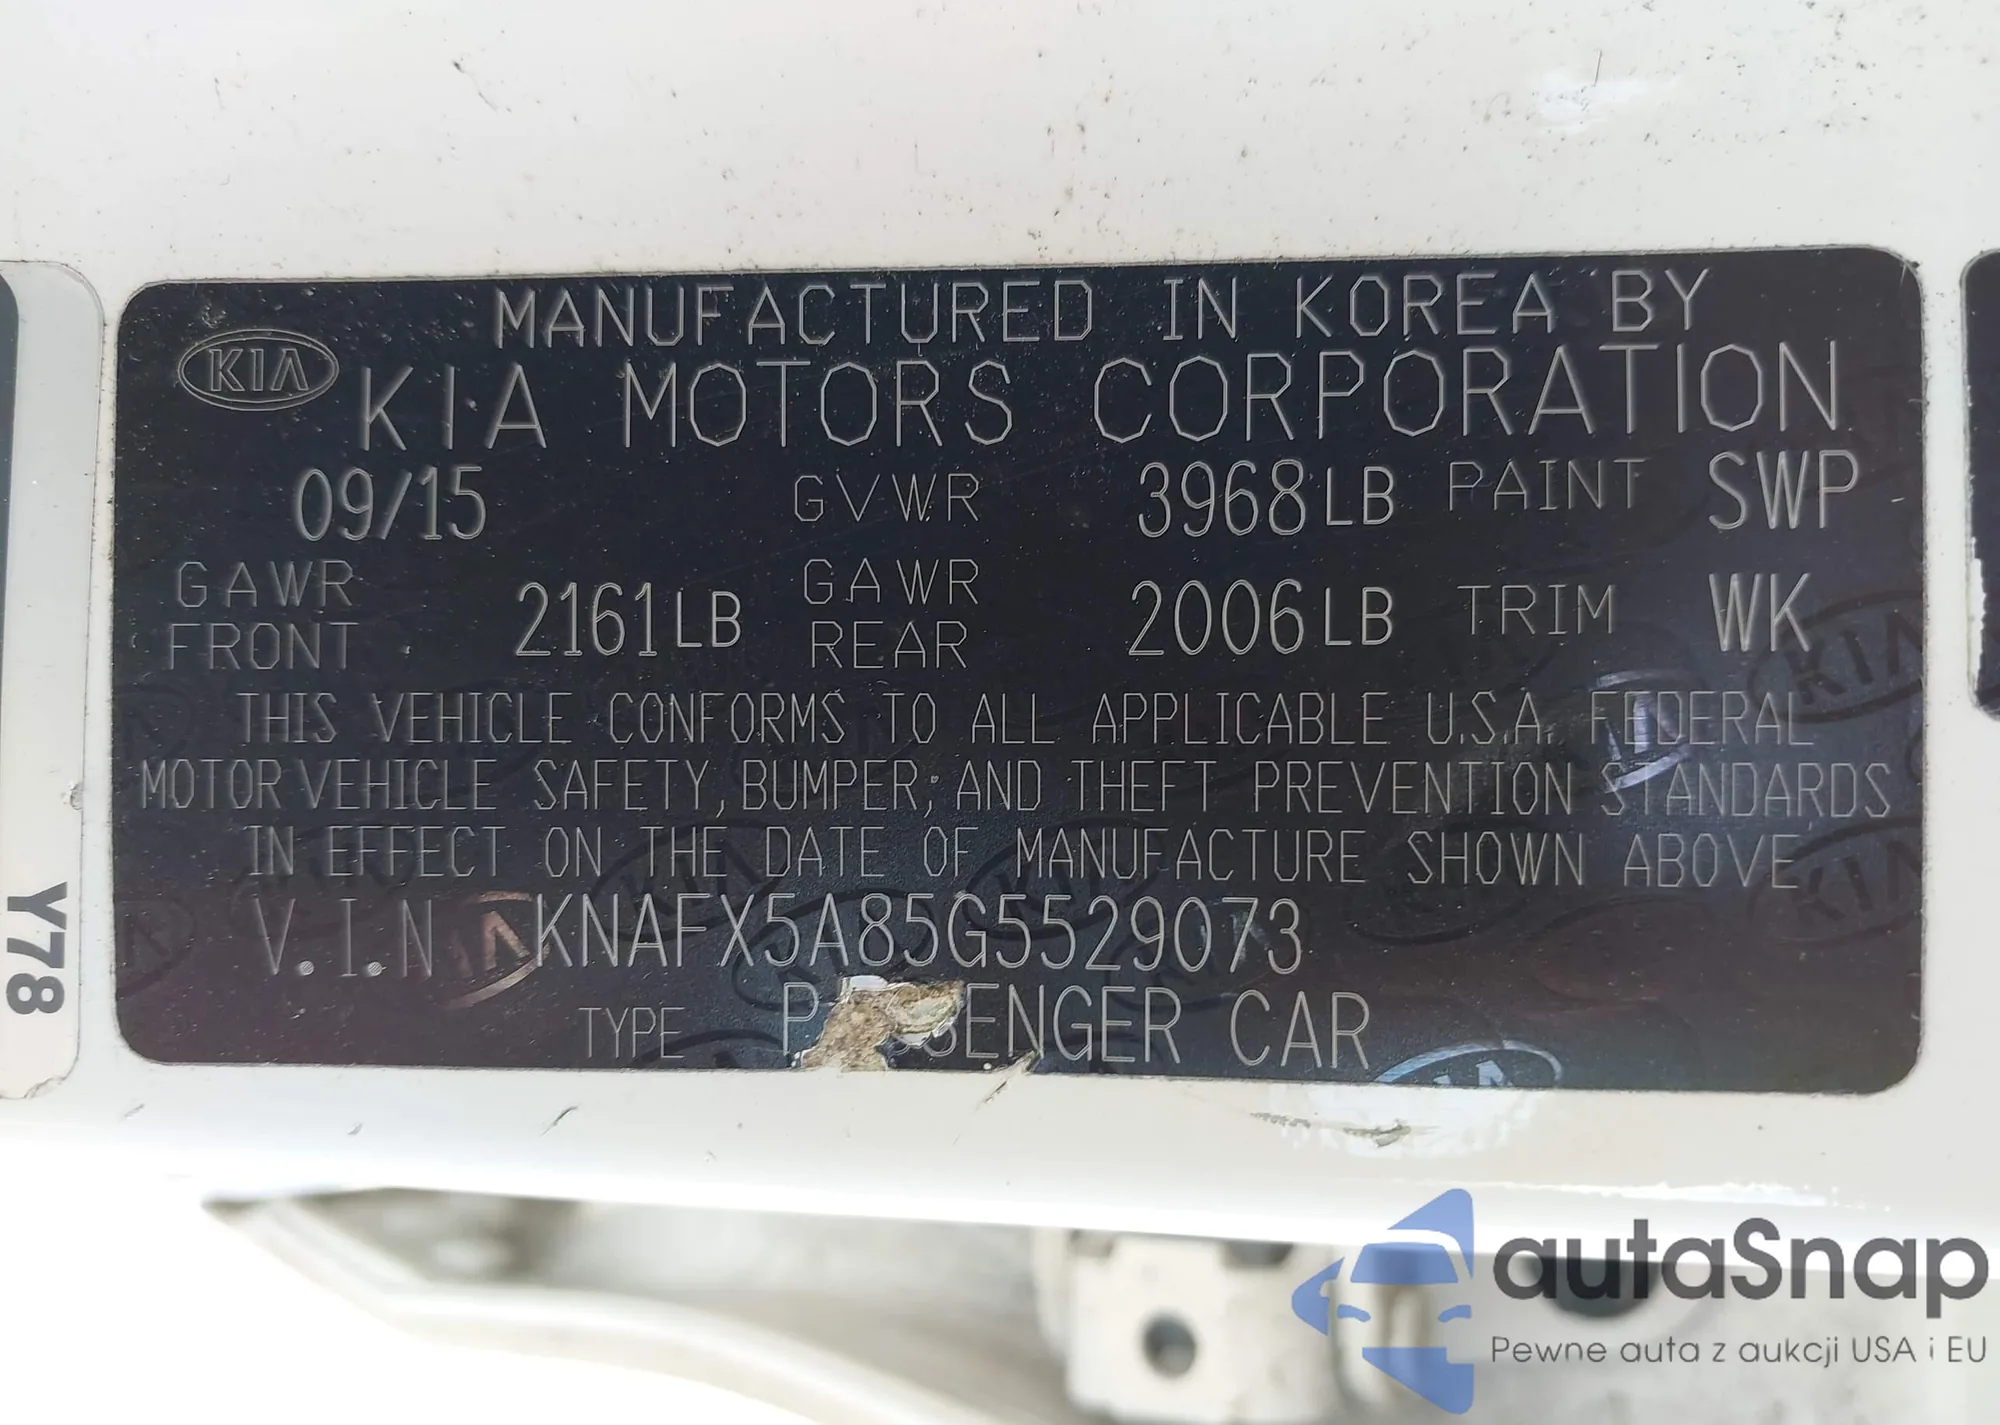 MANUFACTURED IN KOREA BY
KIA
KIA MOTORS CORPORATION
09/15 GVWR 3968LB PAINT SWP
GAWR FRONT 2161LB GAWR REAR 2006LB TRIM WK
THIS VEHICLE CONFORMS TO ALL APPLICABLE U.S.A. FEDERAL
MOTOR VEHICLE SAFETY, BUMPER, AND THEFT PREVENTION STANDARDS
IN EFFECT ON THE DATE OF MANUFACTURE SHOWN ABOVE
V.I.N KNAFX5A85G5529073
TYPE PASSENGER CAR
Y78
autaSnap
Pewne auta z aukcji USA i EU